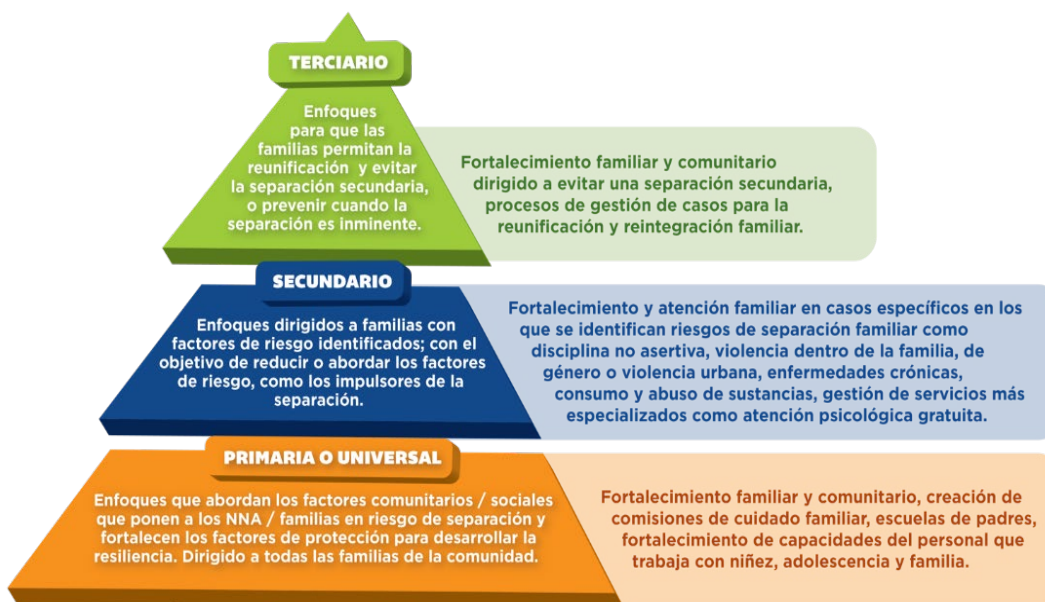 TERCIARIO
Enfoques
para que las
familias permitan la
reunificación y evitar
la separación secundaria,
o prevenir cuando la
separación es inminente.
Fortalecimiento familiar y comunitario
dirigido a evitar una separación secundaria,
procesos de gestión de casos para la
reunificación y reintegración familiar.
SECUNDARIO
Enfoques dirigidos a familias con
factores de riesgo identificados; con el
objetivo de reducir o abordar los factores
de riesgo, como los impulsores de la
separación.
Fortalecimiento y atención familiar en casos específicos en los
que se identifican riesgos de separación familiar como
disciplina no asertiva, violencia dentro de la familia, de
género o violencia urbana, enfermedades crónicas,
consumo y abuso de sustancias, gestión de servicios más
especializados como atención psicológica gratuita.
PRIMARIA O UNIVERSAL
Enfoques que abordan los factores comunitarios / sociales
que ponen a los NNA / familias en riesgo de separación y
fortalecen los factores de protección para desarrollar la
resiliencia. Dirigido a todas las familias de la comunidad.
Fortalecimiento familiar y comunitario, creación de
comisiones de cuidado familiar, escuelas de padres,
fortalecimiento de capacidades del personal que
trabaja con niñez, adolescencia y familia.